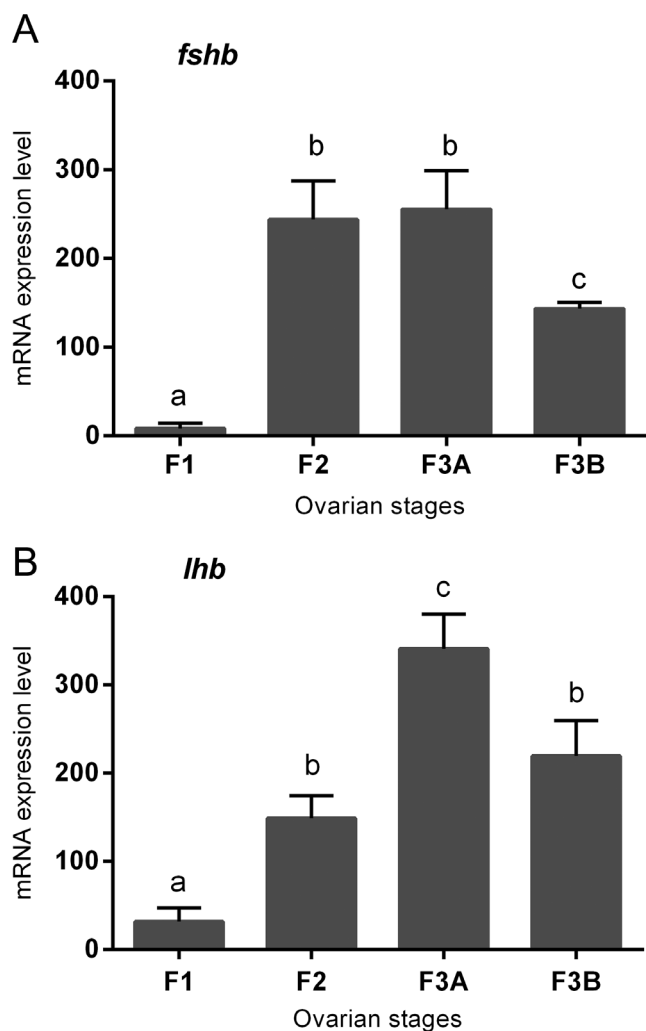 A
fshb
mRNA expression level
400
300
200
100
0
a
b
b
c
F1 F2 F3A F3B
Ovarian stages
B
lhb
mRNA expression level
400
300
200
100
0
a
b
c
b
F1 F2 F3A F3B
Ovarian stages